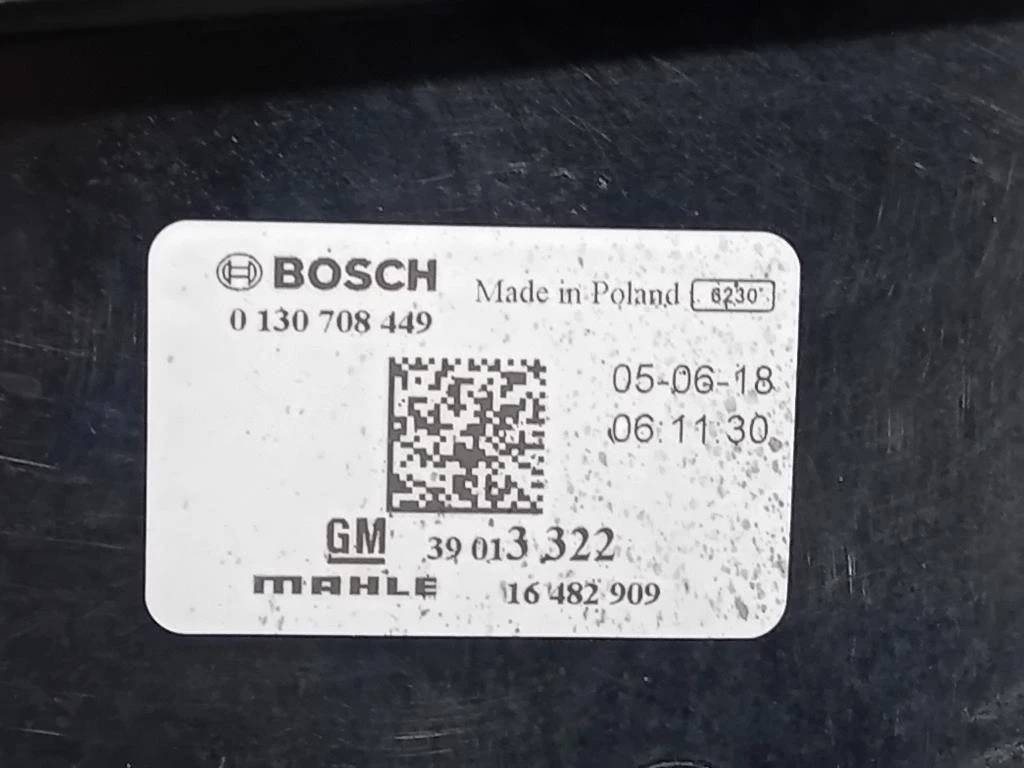 BOSCH
Made in Poland 6230
0 130 708 449
05-06-18
06:11:30
GM 39 013 322
MAHLE 16 482 909